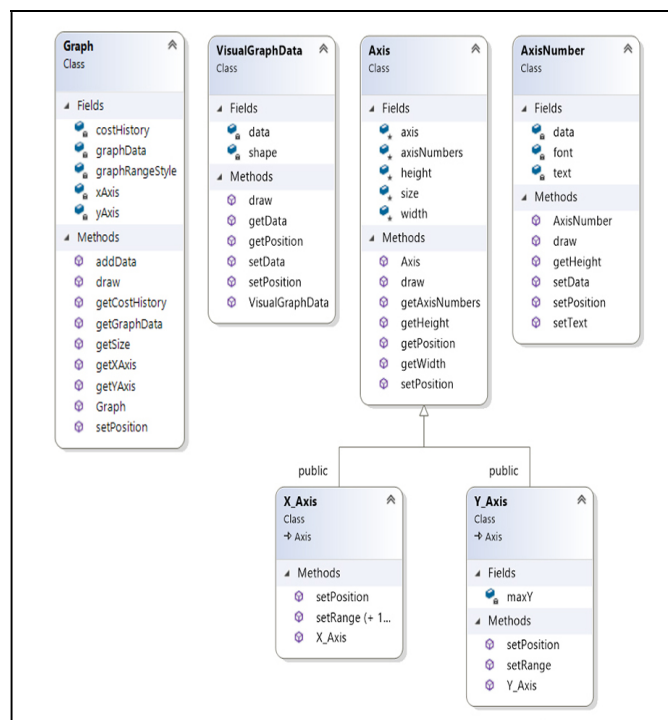 Graph
Class
Fields
costHistory
graphData
graphRangeStyle
xAxis
yAxis
Methods
addData
draw
getCostHistory
getGraphData
getSize
getXAxis
getYAxis
Graph
setPosition
VisualGraphData
Class
Fields
data
shape
Methods
draw
getData
getPosition
setData
setPosition
VisualGraphData
Axis
Class
Fields
axis
axisNumbers
height
size
width
Methods
Axis
draw
getAxisNumbers
getHeight
getPosition
getWidth
setPosition
AxisNumber
Class
Fields
data
font
text
Methods
AxisNumber
draw
getHeight
setData
setPosition
setText
public
public
X_Axis
Class
Axis
Methods
setPosition
setRange (+ 1...
X_Axis
Y_Axis
Class
Axis
Fields
maxY
Methods
setPosition
setRange
Y_Axis